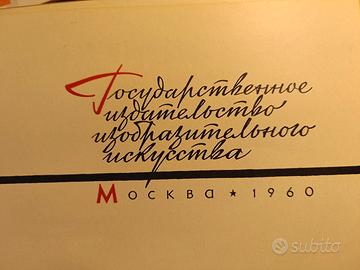 Государственное
издательство
изобразительного
искусства
Москва ★ 1960
subito